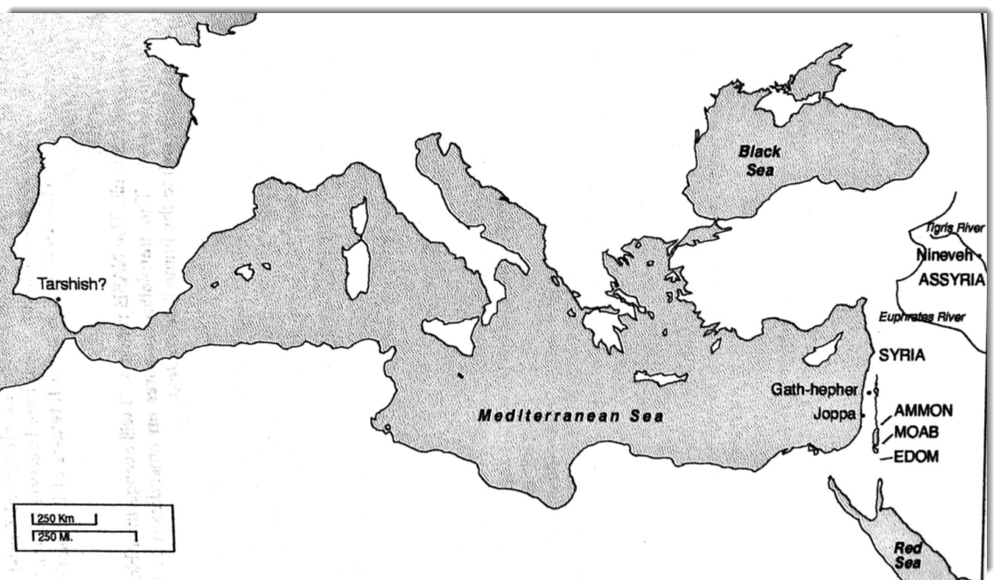 Black
Sea
Tigris River
Nineveh
ASSYRIA
Tarshish?
Euphrates River
SYRIA
Gath-hepher
Joppa
Mediterranean Sea
AMMON
MOAB
EDOM
250 Km
250 Mi.
Red
Sea